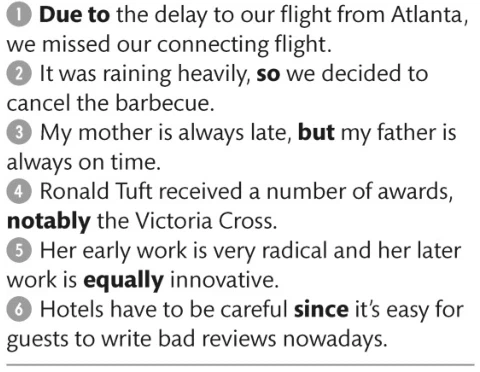 1 Due to the delay to our flight from Atlanta,
we missed our connecting flight.
2 It was raining heavily, so we decided to
cancel the barbecue.
3 My mother is always late, but my father is
always on time.
4 Ronald Tuft received a number of awards,
notably the Victoria Cross.
5 Her early work is very radical and her later
work is equally innovative.
6 Hotels have to be careful since it’s easy for
guests to write bad reviews nowadays.